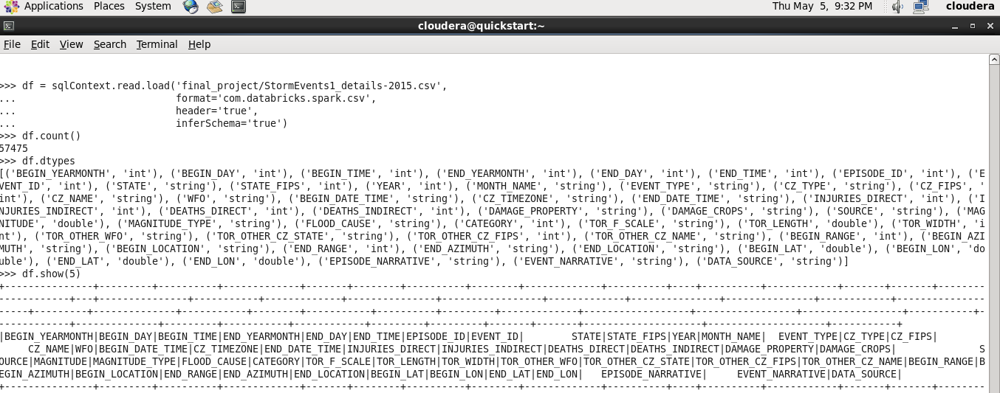 Applications Places System Thu May 5, 9:32 PM cloudera
cloudera@quickstart:~
File Edit View Search Terminal Help
>>> df = sqlContext.read.load('final_project/StormEvents1_details-2015.csv',
...                           format='com.databricks.spark.csv',
...                           header='true',
...                           inferSchema='true')
>>> df.count()
57475
>>> df.dtypes
[('BEGIN_YEARMONTH', 'int'), ('BEGIN_DAY', 'int'), ('BEGIN_TIME', 'int'), ('END_YEARMONTH', 'int'), ('END_DAY', 'int'), ('END_TIME', 'int'), ('EPISODE_ID', 'int'), ('E
VENT_ID', 'int'), ('STATE', 'string'), ('STATE_FIPS', 'int'), ('YEAR', 'int'), ('MONTH_NAME', 'string'), ('EVENT_TYPE', 'string'), ('CZ_TYPE', 'string'), ('CZ_FIPS', '
int'), ('CZ_NAME', 'string'), ('WFO', 'string'), ('BEGIN_DATE_TIME', 'string'), ('CZ_TIMEZONE', 'string'), ('END_DATE_TIME', 'string'), ('INJURIES_DIRECT', 'int'), ('I
NJURIES_INDIRECT', 'int'), ('DEATHS_DIRECT', 'int'), ('DEATHS_INDIRECT', 'int'), ('DAMAGE_PROPERTY', 'string'), ('DAMAGE_CROPS', 'string'), ('SOURCE', 'string'), ('MAG
NITUDE', 'double'), ('MAGNITUDE_TYPE', 'string'), ('FLOOD_CAUSE', 'string'), ('CATEGORY', 'int'), ('TOR_F_SCALE', 'string'), ('TOR_LENGTH', 'double'), ('TOR_WIDTH', 'i
nt'), ('TOR_OTHER_WFO', 'string'), ('TOR_OTHER_CZ_STATE', 'string'), ('TOR_OTHER_CZ_FIPS', 'int'), ('TOR_OTHER_CZ_NAME', 'string'), ('BEGIN_RANGE', 'int'), ('BEGIN_AZI
MUTH', 'string'), ('BEGIN_LOCATION', 'string'), ('END_RANGE', 'int'), ('END_AZIMUTH', 'string'), ('END_LOCATION', 'string'), ('BEGIN_LAT', 'double'), ('BEGIN_LON', 'do
uble'), ('END_LAT', 'double'), ('END_LON', 'double'), ('EPISODE_NARRATIVE', 'string'), ('EVENT_NARRATIVE', 'string'), ('DATA_SOURCE', 'string')]
>>> df.show(5)
|BEGIN_YEARMONTH|BEGIN_DAY|BEGIN_TIME|END_YEARMONTH|END_DAY|END_TIME|EPISODE_ID|EVENT_ID|        STATE|STATE_FIPS|YEAR|MONTH_NAME|  EVENT_TYPE|CZ_TYPE|CZ_FIPS|
CZ_NAME|WFO|BEGIN_DATE_TIME|CZ_TIMEZONE|END_DATE_TIME|INJURIES_DIRECT|INJURIES_INDIRECT|DEATHS_DIRECT|DEATHS_INDIRECT|DAMAGE_PROPERTY|DAMAGE_CROPS|              S
OURCE|MAGNITUDE|MAGNITUDE_TYPE|FLOOD_CAUSE|CATEGORY|TOR_F_SCALE|TOR_LENGTH|TOR_WIDTH|TOR_OTHER_WFO|TOR_OTHER_CZ_STATE|TOR_OTHER_CZ_FIPS|TOR_OTHER_CZ_NAME|BEGIN_RANGE|B
EGIN_AZIMUTH|BEGIN_LOCATION|END_RANGE|END_AZIMUTH|END_LOCATION|BEGIN_LAT|BEGIN_LON|END_LAT|END_LON|   EPISODE_NARRATIVE|     EVENT_NARRATIVE|DATA_SOURCE|